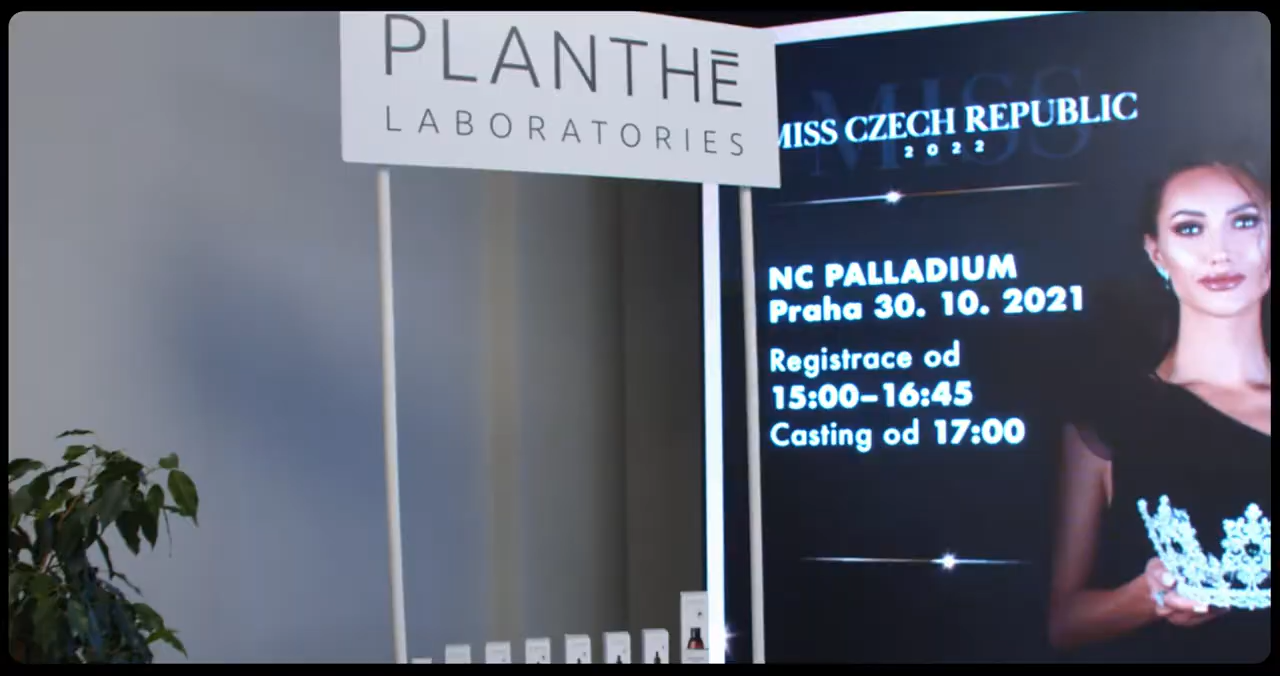 PLANTHĒ
LABORATORIES
MISS
MISS CZECH REPUBLIC
2022
NC PALLADIUM
Praha 30. 10. 2021
Registrace od
15:00–16:45
Casting od 17:00